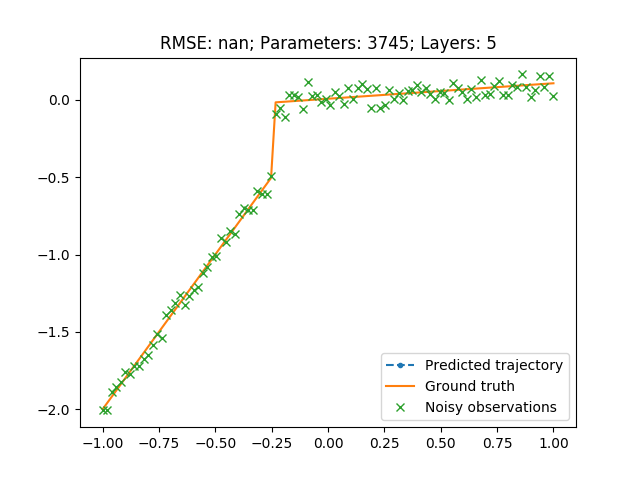 RMSE: nan; Parameters: 3745; Layers: 5
0.0
−0.5
−1.0
−1.5
−2.0
Predicted trajectory
Ground truth
Noisy observations
−1.00 −0.75 −0.50 −0.25 0.00 0.25 0.50 0.75 1.00